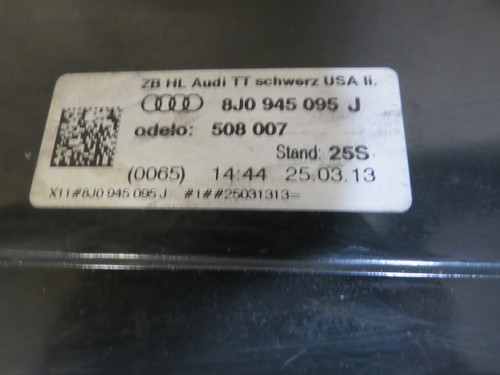 ZB HL Audi TT schwarz USA li.
8J0 945 095 J
odelo: 508 007
Stand: 25S
(0065) 14:44 25.03.13
X11#8J0 945 095 J #1##25031313=